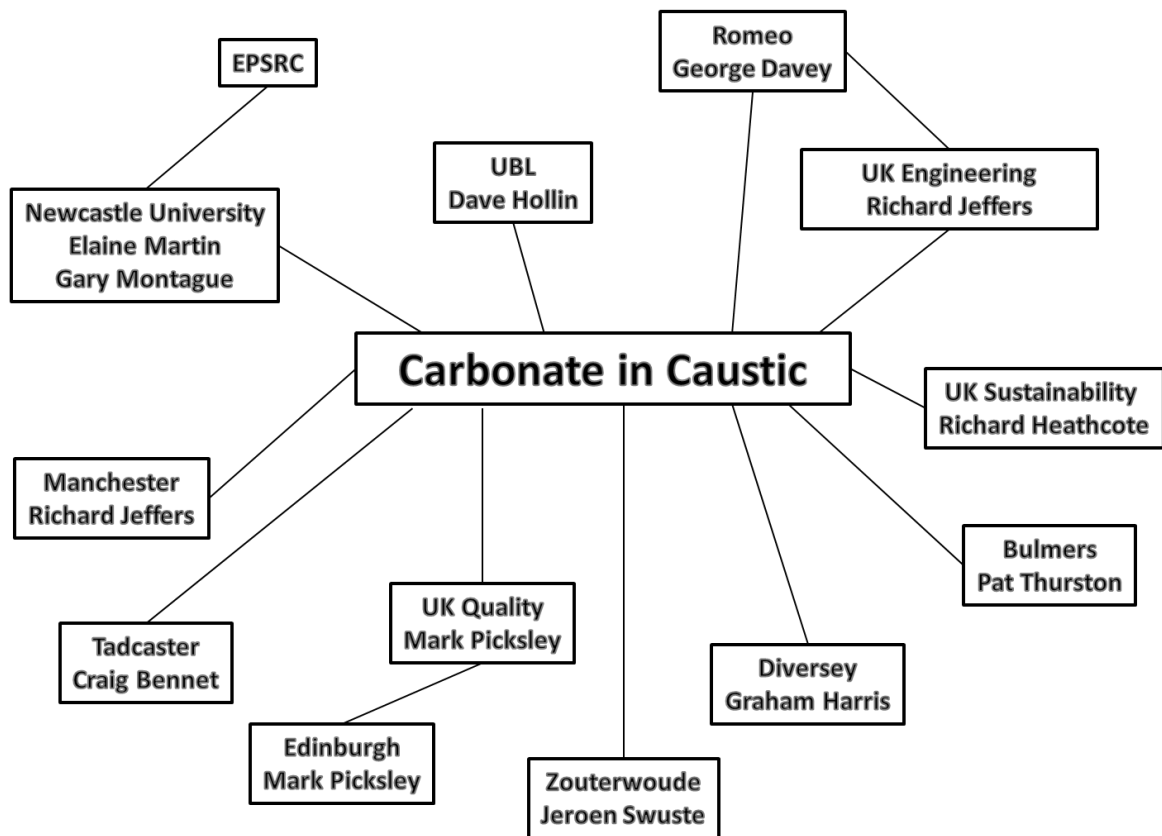 EPSRC
Romeo
George Davey
UBL
Dave Hollin
UK Engineering
Richard Jeffers
Newcastle University
Elaine Martin
Gary Montague
Carbonate in Caustic
UK Sustainability
Richard Heathcote
Manchester
Richard Jeffers
Bulmers
Pat Thurston
UK Quality
Mark Picksley
Tadcaster
Craig Bennet
Diversey
Graham Harris
Edinburgh
Mark Picksley
Zouterwoude
Jeroen Swuste